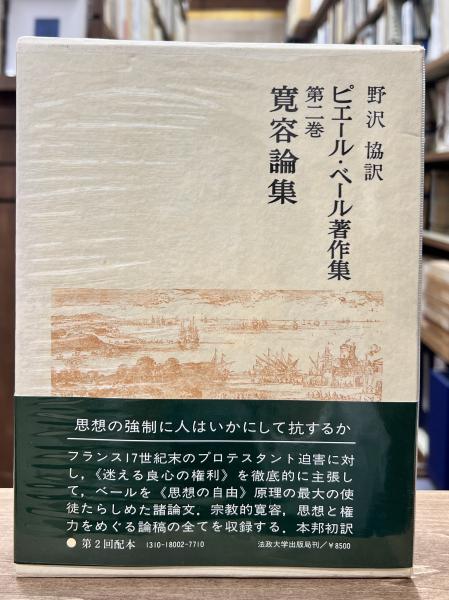 野沢 協訳
ピエール・ベール著作集
第二巻
寛容論集
思想の強制に人はいかにして抗するか
フランス17世紀末のプロテスタント迫害に対
し，《迷える良心の権利》を徹底的に主張し
て，ベールを《思想の自由》原理の最大の使
徒たらしめた諸論文．宗教的寛容，思想と権
力をめぐる論稿の全てを収録する．本邦初訳
● 第2回配本 1310-18002-7710 法政大学出版局刊/￥8500